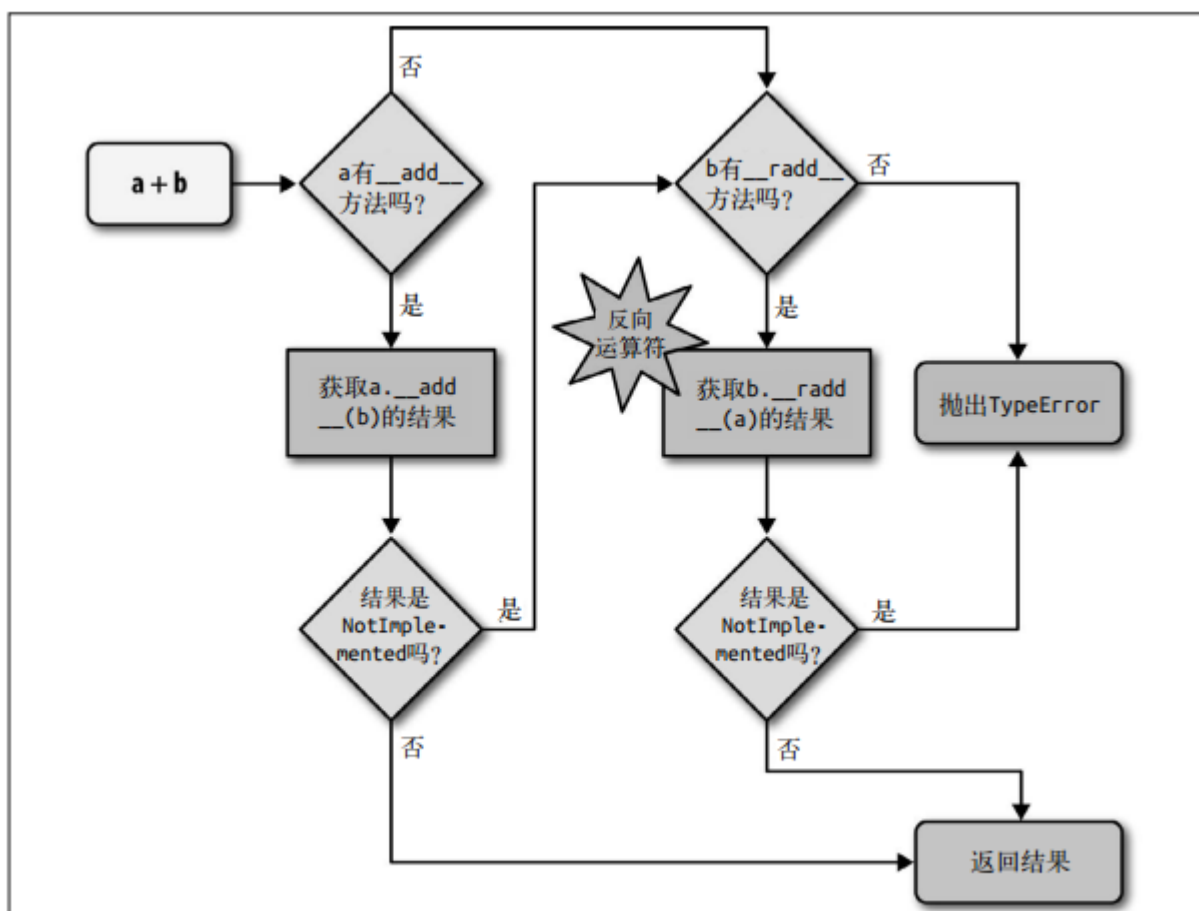 否
a + b
a有__add__
方法吗？
b有__radd__
方法吗？
否
是
是
反向
运算符
获取a.__add
__(b)的结果
获取b.__radd
__(a)的结果
抛出TypeError
结果是
NotImple-
mented吗？
是
结果是
NotImple-
mented吗？
是
否
否
返回结果